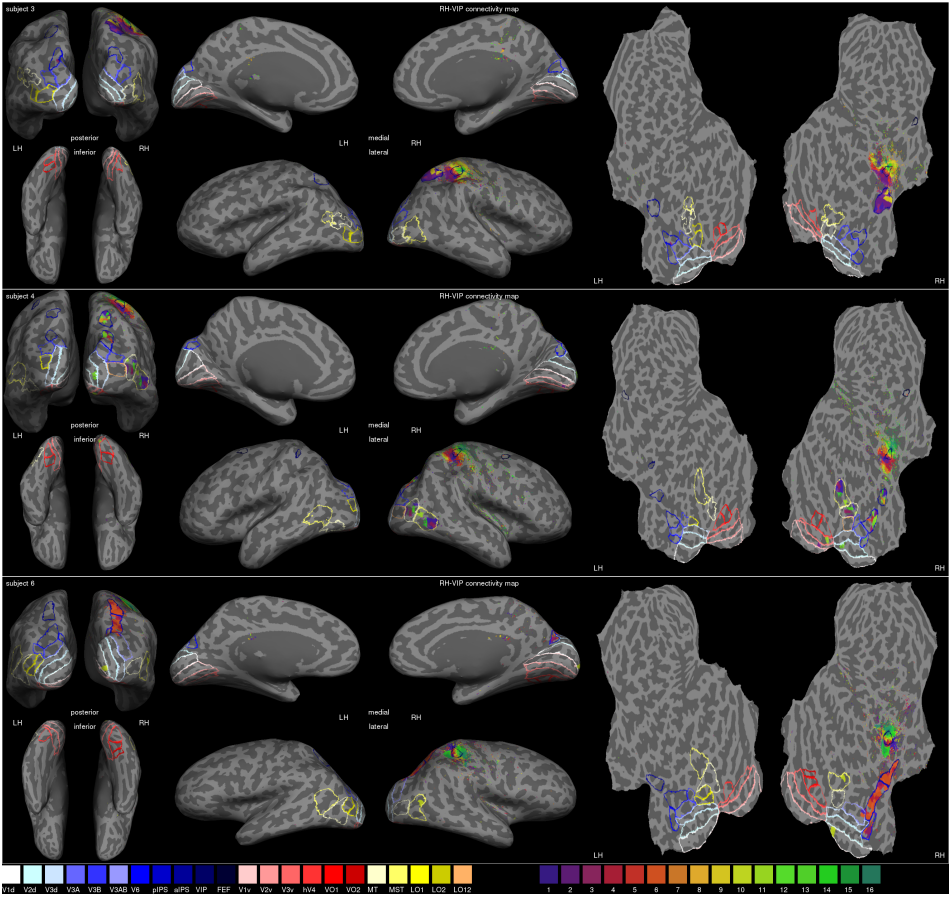 subject 3
RH-VIP connectivity map
LH
posterior
inferior
RH
LH
medial
lateral
RH
LH
RH
subject 4
RH-VIP connectivity map
LH
posterior
inferior
RH
LH
medial
lateral
RH
LH
RH
subject 6
RH-VIP connectivity map
LH
posterior
inferior
RH
LH
medial
lateral
RH
LH
RH
V1d V2d V3d V3A V3B V3AB V6 pIPS aIPS VIP FEF V1v V2v V3v hV4 VO1 VO2 MT MST LO1 LO2 LO12 1 2 3 4 5 6 7 8 9 10 11 12 13 14 15 16